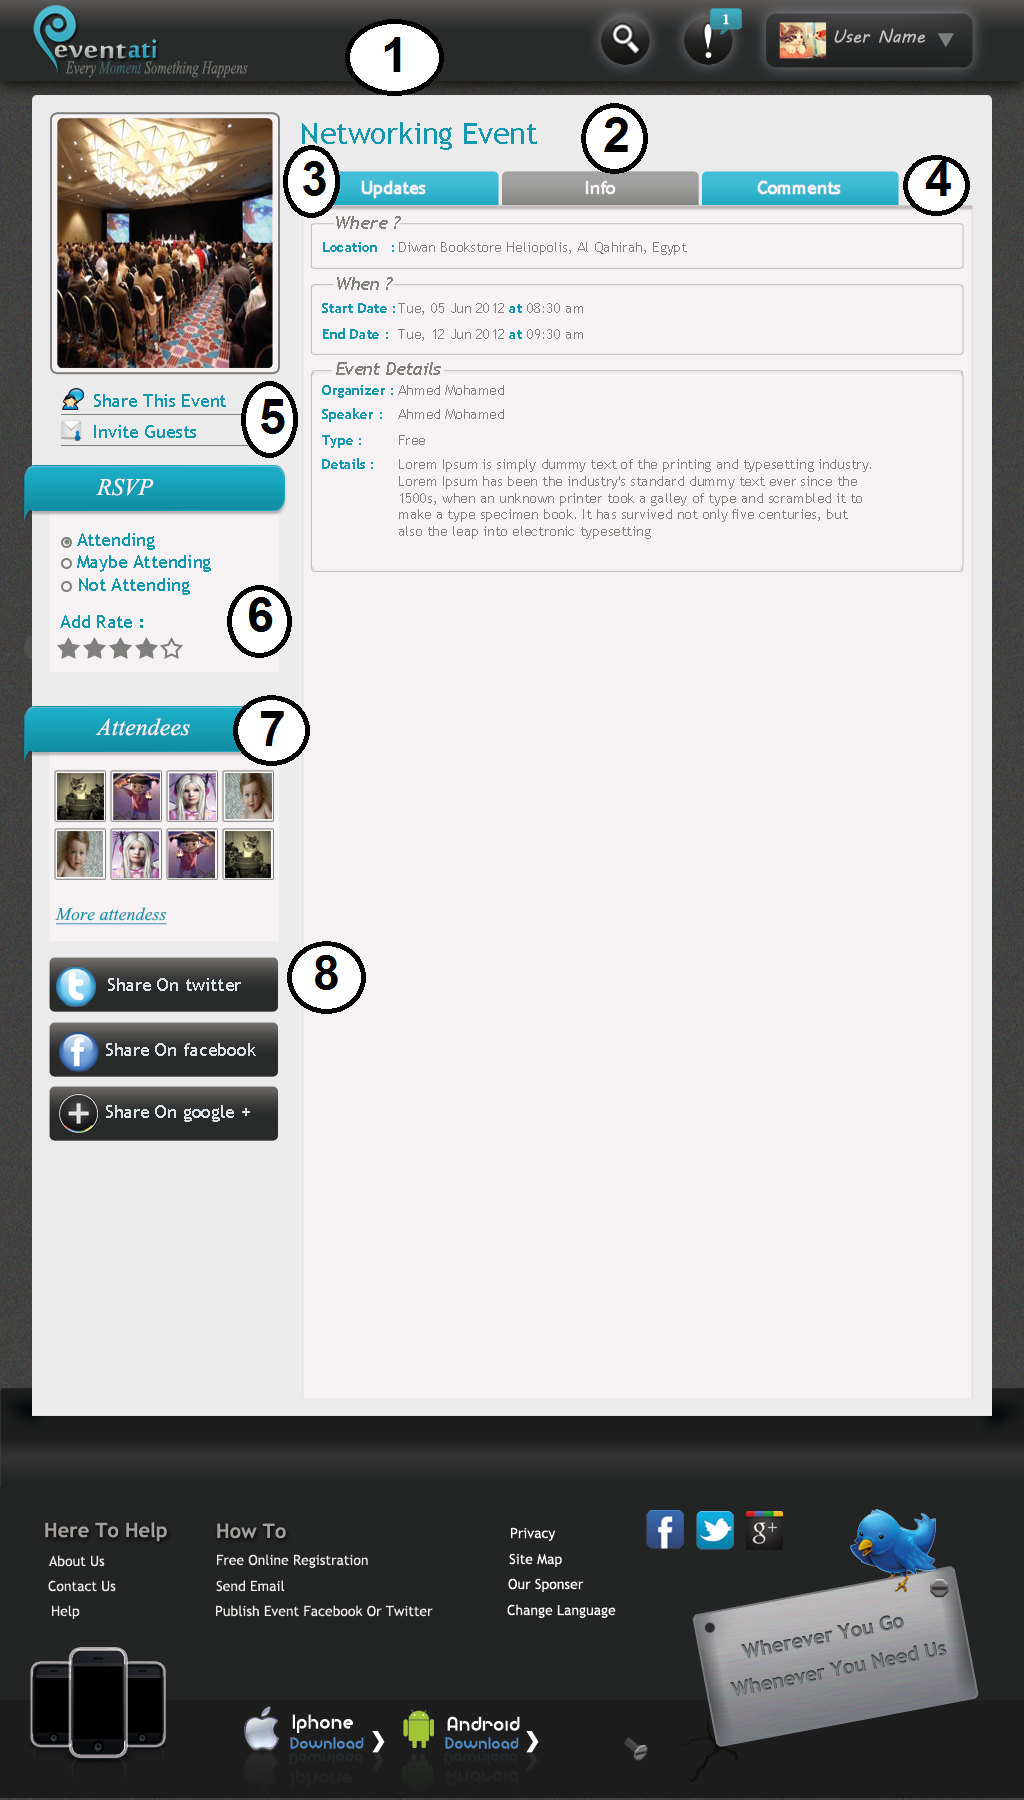 eventati
Every Moment Something Happens
1
1
User Name
Networking Event
2
3
Updates
Info
Comments
4
Where ?
Location : Diwan Bookstore Heliopolis, Al Qahirah, Egypt
When ?
Start Date : Tue, 05 Jun 2012 at 08:30 am
End Date : Tue, 12 Jun 2012 at 09:30 am
Event Details
Organizer : Ahmed Mohamed
Speaker : Ahmed Mohamed
Type : Free
Details : Lorem Ipsum is simply dummy text of the printing and typesetting industry.
Lorem Ipsum has been the industry's standard dummy text ever since the
1500s, when an unknown printer took a galley of type and scrambled it to
make a type specimen book. It has survived not only five centuries, but
also the leap into electronic typesetting
Share This Event
Invite Guests
5
RSVP
Attending
Maybe Attending
Not Attending
Add Rate :
6
Attendees
7
More attendess
8
Share On twitter
Share On facebook
Share On google +
Here To Help
About Us
Contact Us
Help
How To
Free Online Registration
Send Email
Publish Event Facebook Or Twitter
Privacy
Site Map
Our Sponser
Change Language
Wherever You Go
Whenever You Need Us
Iphone
Download
Android
Download